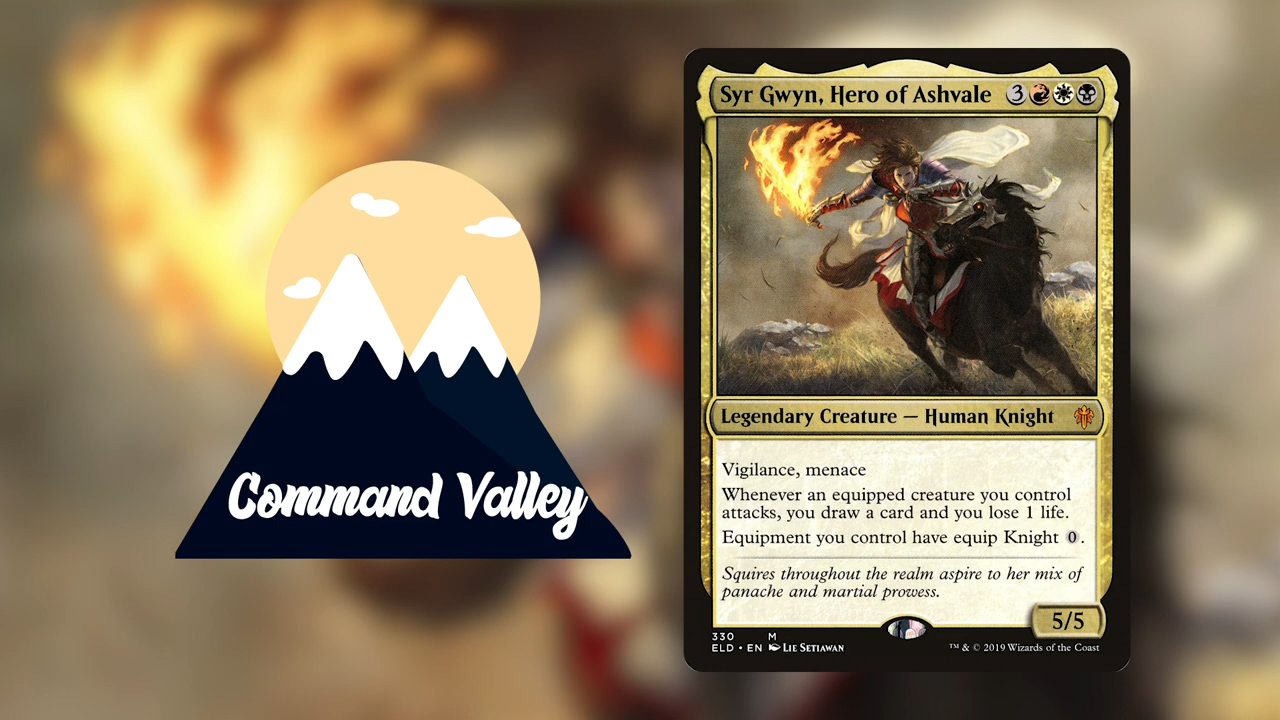 Command Valley
Syr Gwyn, Hero of Ashvale 3
Legendary Creature — Human Knight
Vigilance, menace
Whenever an equipped creature you control
attacks, you draw a card and you lose 1 life.
Equipment you control have equip Knight 0.
Squires throughout the realm aspire to her mix of
panache and martial prowess.
5/5
330 M
ELD • EN Lie Setiawan
™ & © 2019 Wizards of the Coast